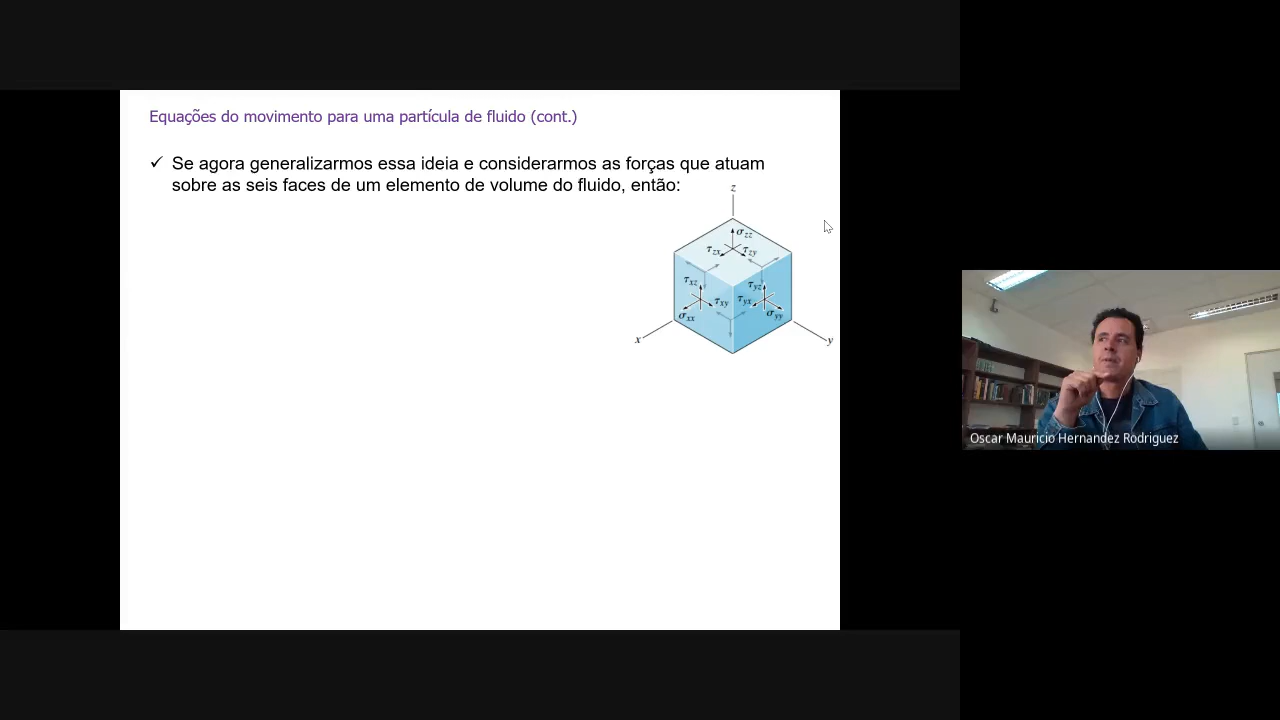 Equações do movimento para uma partícula de fluido (cont.)
✓ Se agora generalizarmos essa ideia e considerarmos as forças que atuam
sobre as seis faces de um elemento de volume do fluido, então:
z
σzz
τzx
τzy
τxz
τyz
τxy
τyx
σxx
σyy
x
y
Oscar Mauricio Hernandez Rodriguez